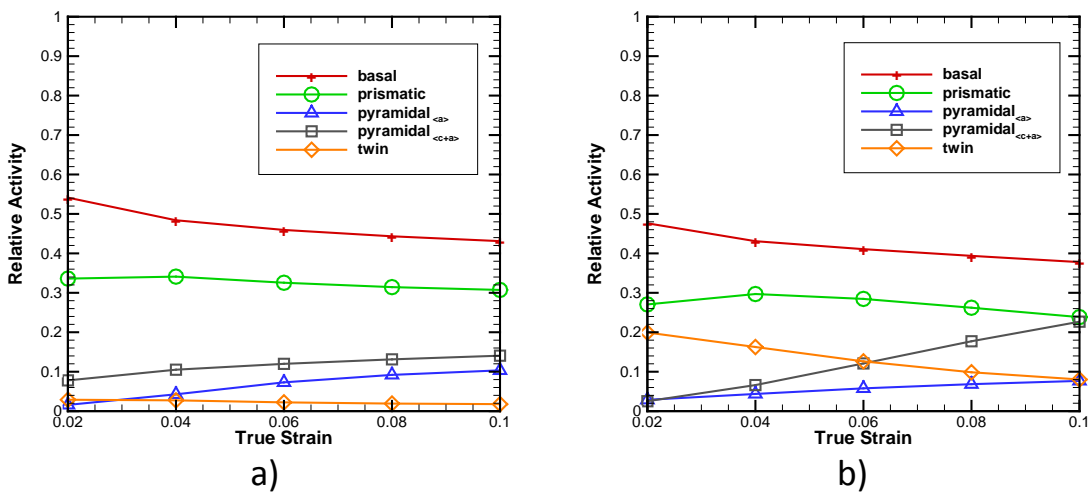 1
0.9
0.8
0.7
0.6
0.5
0.4
0.3
0.2
0.1
0
Relative Activity
basal
prismatic
pyramidal<a>
pyramidal<c+a>
twin
0.02 0.04 0.06 0.08 0.1
True Strain
a)
1
0.9
0.8
0.7
0.6
0.5
0.4
0.3
0.2
0.1
0
Relative Activity
basal
prismatic
pyramidal<a>
pyramidal<c+a>
twin
0.02 0.04 0.06 0.08 0.1
True Strain
b)